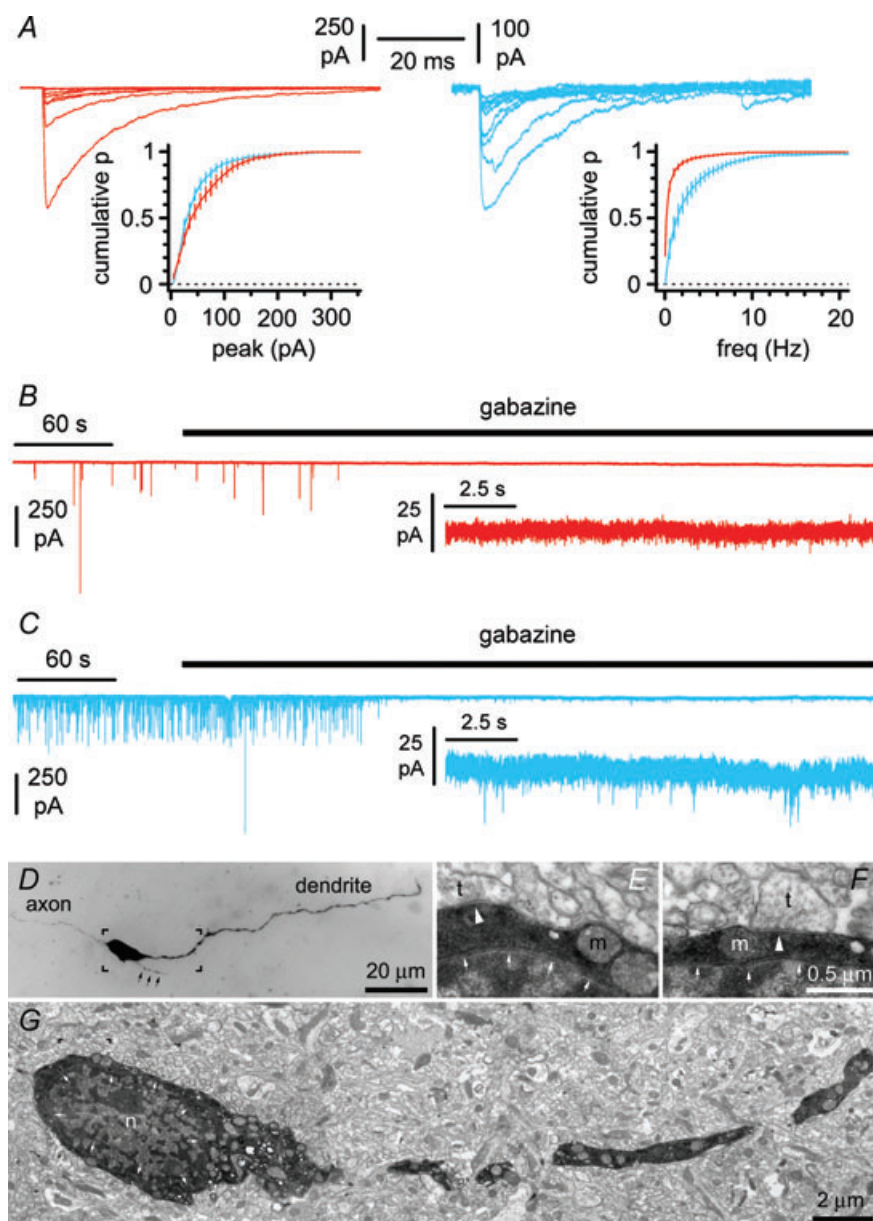 A
250
pA
20 ms
100
pA
cumulative p
1
0.5
0
0
100
200
300
peak (pA)
cumulative p
1
0.5
0
0
10
20
freq (Hz)
B
60 s
gabazine
250
pA
25
pA
2.5 s
C
60 s
gabazine
250
pA
25
pA
2.5 s
D
axon
dendrite
20 μm
E
t
m
F
t
m
0.5 μm
G
n
2 μm